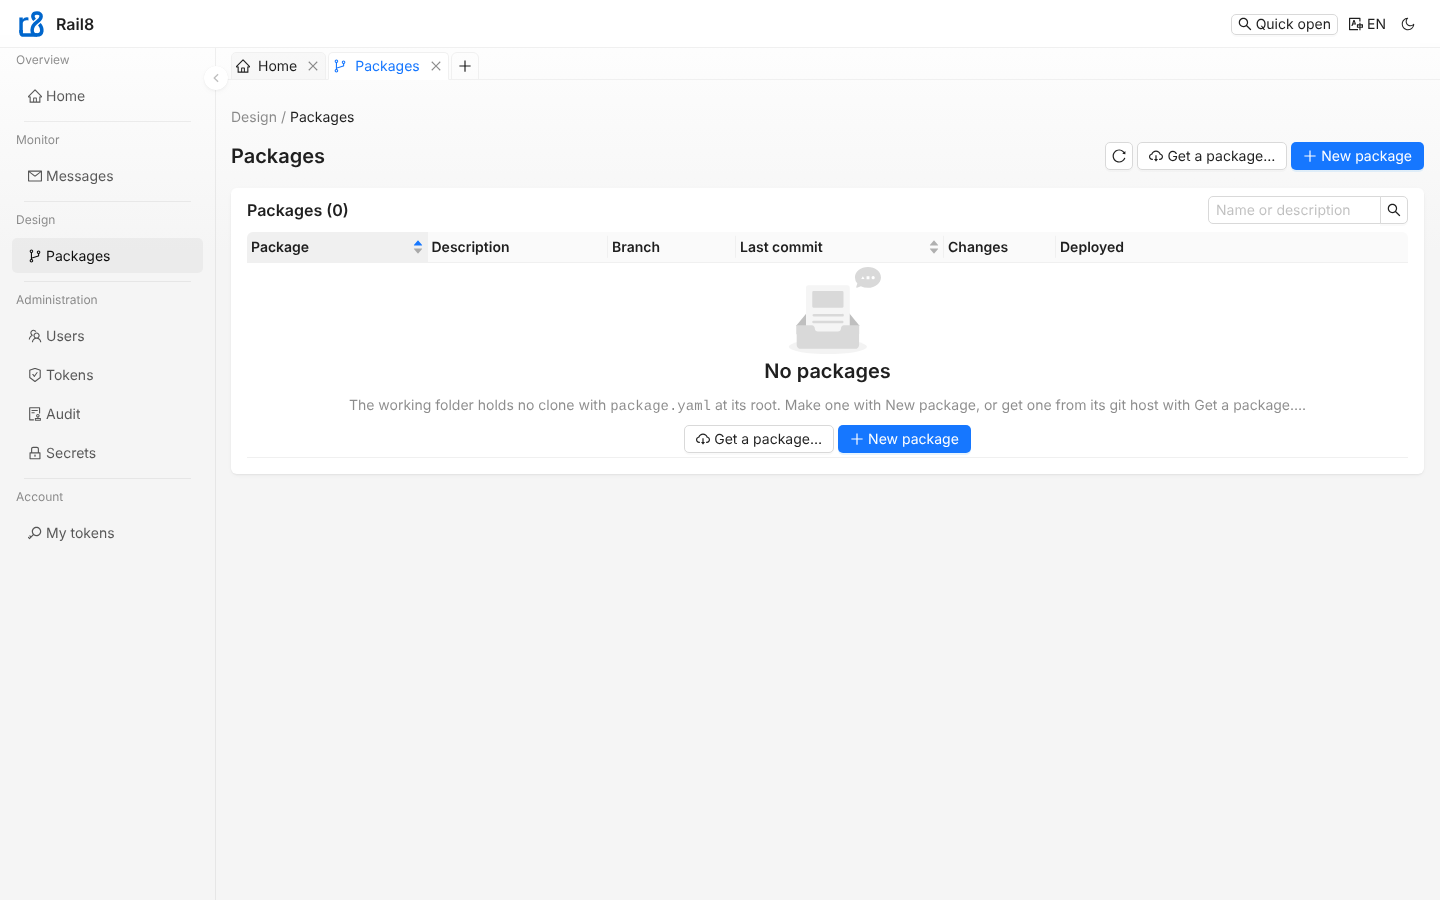 Rail8
Quick open
EN
Overview
Home
Monitor
Messages
Design
Packages
Administration
Users
Tokens
Audit
Secrets
Account
My tokens
Home
Packages
Design / Packages
Packages
Get a package...
New package
Packages (0)
Name or description
Package
Description
Branch
Last commit
Changes
Deployed
No packages
The working folder holds no clone with package.yaml at its root. Make one with New package, or get one from its git host with Get a package....
Get a package...
New package